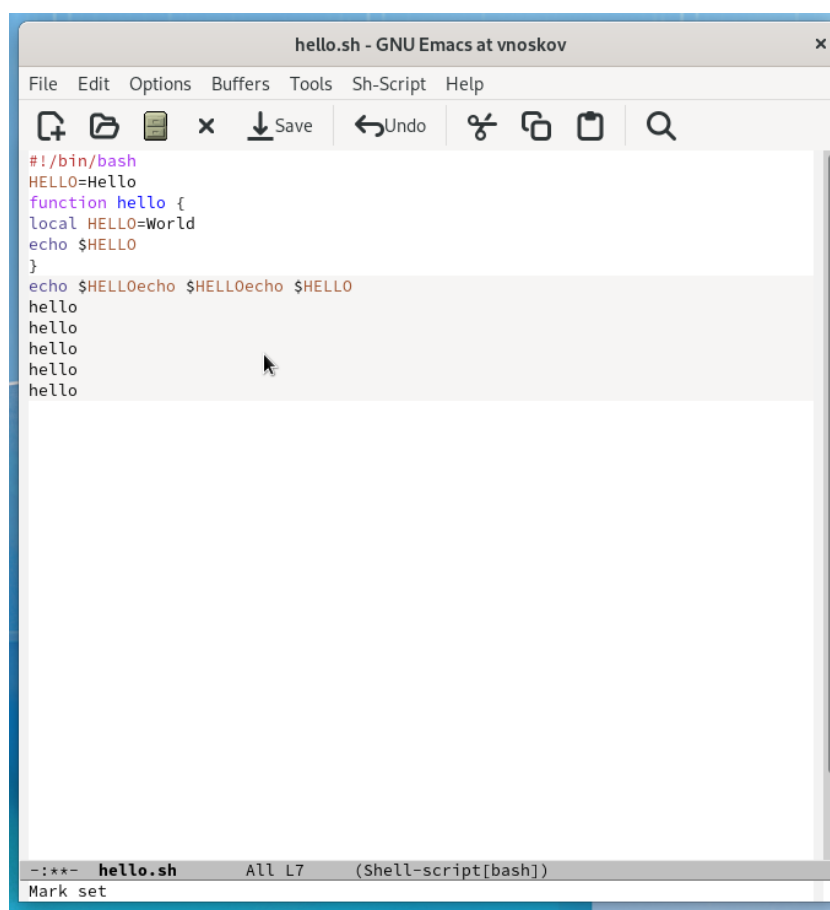 hello.sh - GNU Emacs at vnoskov ×
File Edit Options Buffers Tools Sh-Script Help
Save Undo
#!/bin/bash
HELLO=Hello
function hello {
local HELLO=World
echo $HELLO
}
echo $HELLOecho $HELLOecho $HELLO
hello
hello
hello
hello
hello
-:**- hello.sh All L7 (Shell-script[bash])
Mark set